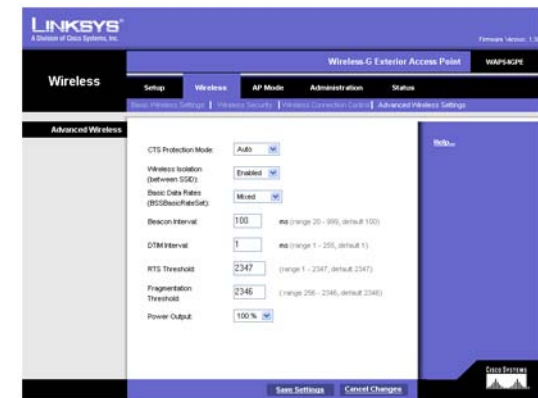 LINKSYS®
A Division of Cisco Systems, Inc.
Firmware Version: 1.
Wireless-G Exterior Access Point WAP54GPE
Wireless
Setup Wireless AP Mode Administration Status
Basic Wireless Settings | Wireless Security | Wireless Connection Control | Advanced Wireless Settings
Advanced Wireless
Help...
CTS Protection Mode: Auto
Wireless Isolation
(between SSID): Enabled
Basic Data Rates
(BSSBasicRateSet): Mixed
Beacon Interval: 100 ms (range 20 - 999, default 100)
DTIM Interval: 1 ms (range 1 - 255, default 1)
RTS Threshold: 2347 (range 1 - 2347, default 2347)
Fragmentation
Threshold: 2346 ( range 256 - 2346, default 2346)
Power Output: 100 %
Save Settings Cancel Changes
CISCO SYSTEMS